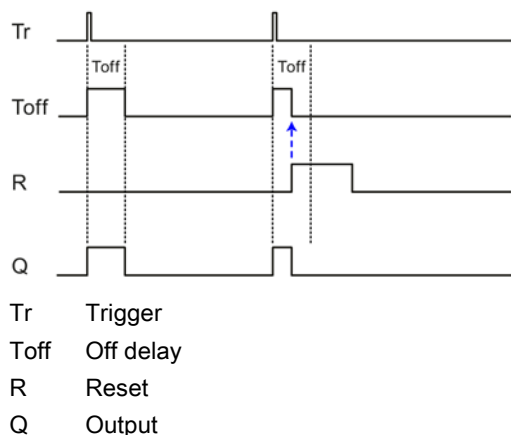 Tr
Toff Toff
Toff
R
Q
Tr Trigger
Toff Off delay
R Reset
Q Output